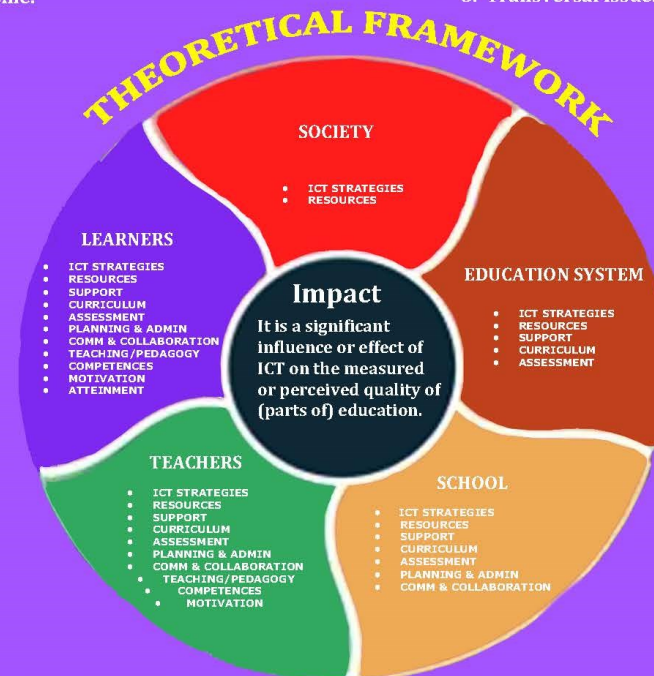 THEORETICAL FRAMEWORK
SOCIETY
• ICT STRATEGIES
• RESOURCES
EDUCATION SYSTEM
• ICT STRATEGIES
• RESOURCES
• SUPPORT
• CURRICULUM
• ASSESSMENT
SCHOOL
• ICT STRATEGIES
• RESOURCES
• SUPPORT
• CURRICULUM
• ASSESSMENT
• PLANNING & ADMIN
• COMM & COLLABORATION
TEACHERS
• ICT STRATEGIES
• RESOURCES
• SUPPORT
• CURRICULUM
• ASSESSMENT
• PLANNING & ADMIN
• COMM & COLLABORATION
• TEACHING/PEDAGOGY
• COMPETENCES
• MOTIVATION
LEARNERS
• ICT STRATEGIES
• RESOURCES
• SUPPORT
• CURRICULUM
• ASSESSMENT
• PLANNING & ADMIN
• COMM & COLLABORATION
• TEACHING/PEDAGOGY
• COMPETENCES
• MOTIVATION
• ATTEINMENT
Impact
It is a significant
influence or effect of
ICT on the measured
or perceived quality of
(parts of) education.